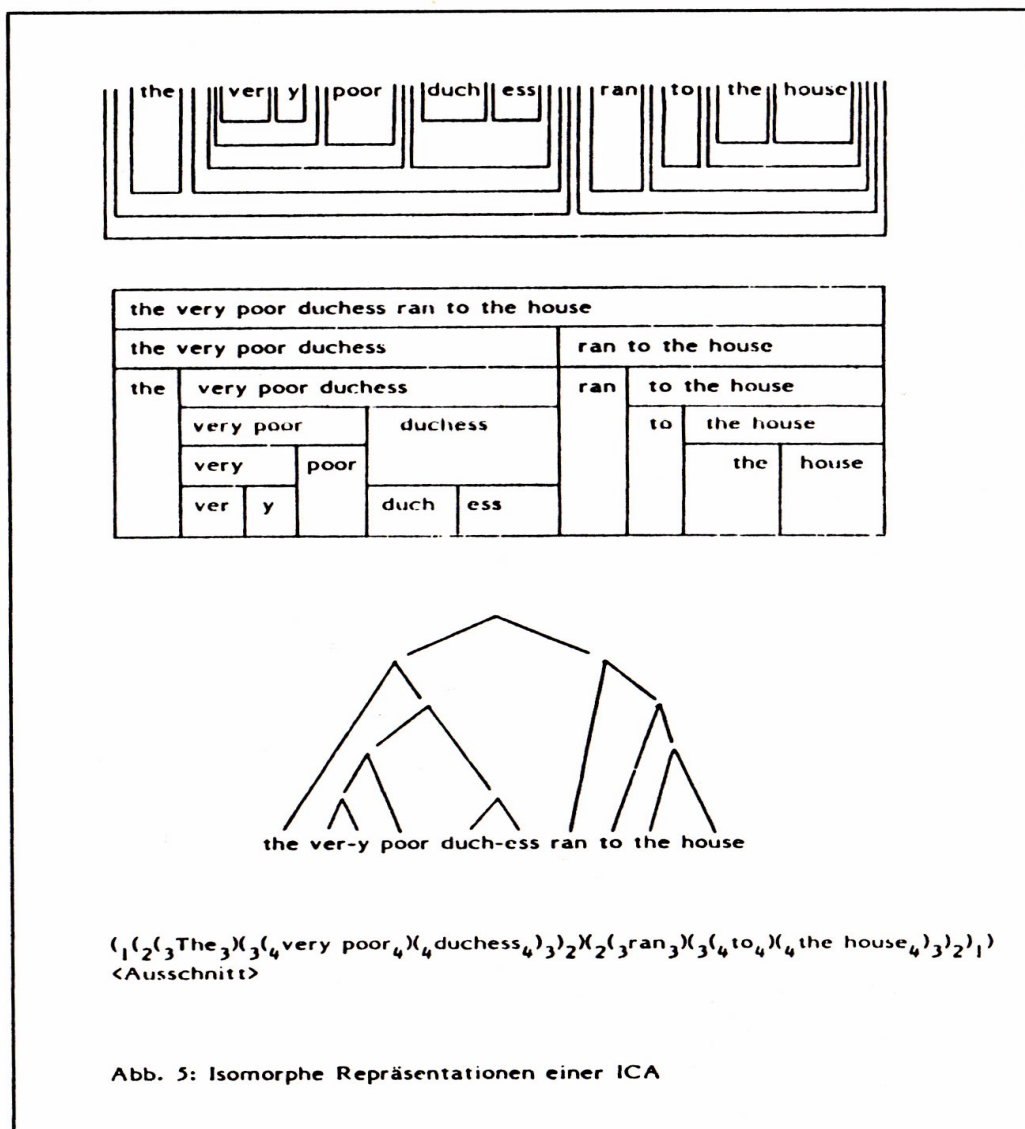 the ver y poor duch ess ran to the house
the very poor duchess ran to the house
the very poor duchess ran to the house
the very poor duchess ran to the house
very poor duchess to the house
very poor the house
ver y duch ess
the ver-y poor duch-ess ran to the house
(₁(₂(₃The₃)(₃(₄very poor₄)(₄duchess₄)₃)₂)(₂(₃ran₃)(₃(₄to₄)(₄the house₄)₃)₂)₁)
<Ausschnitt>
Abb. 5: Isomorphe Repräsentationen einer ICA